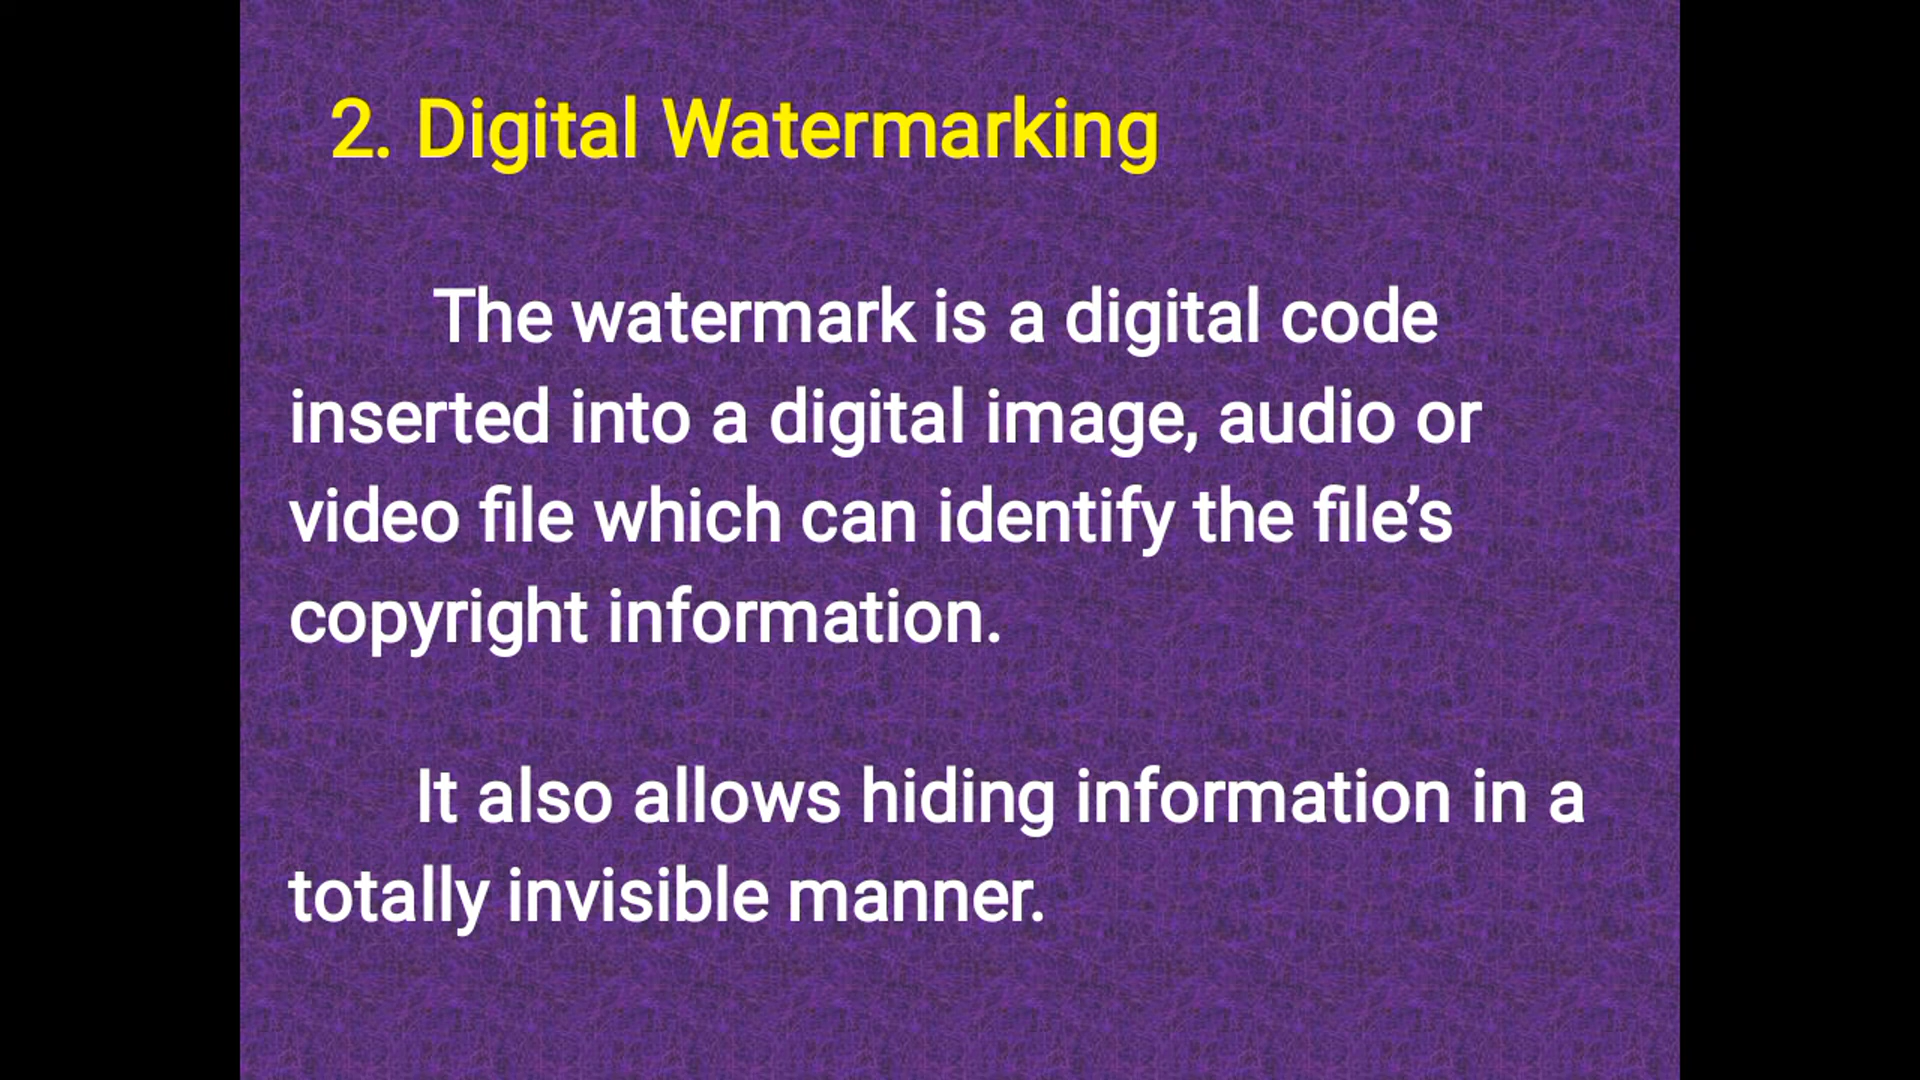 2. Digital Watermarking
The watermark is a digital code
inserted into a digital image, audio or
video file which can identify the file’s
copyright information.
It also allows hiding information in a
totally invisible manner.